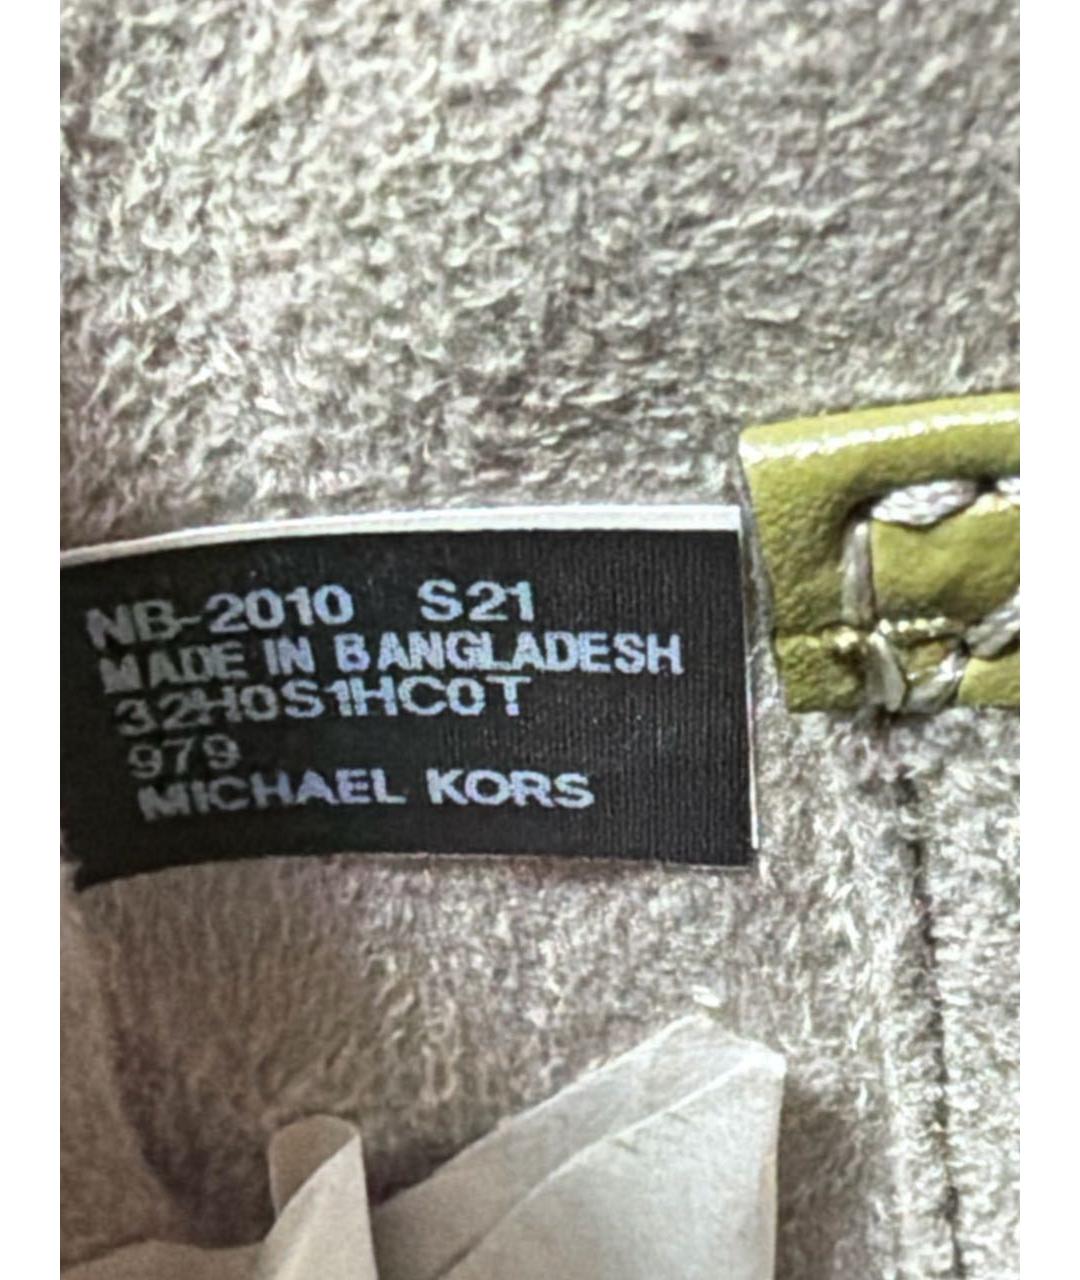 NB-2010 S21
MADE IN BANGLADESH
32H0S1HC0T
979
MICHAEL KORS